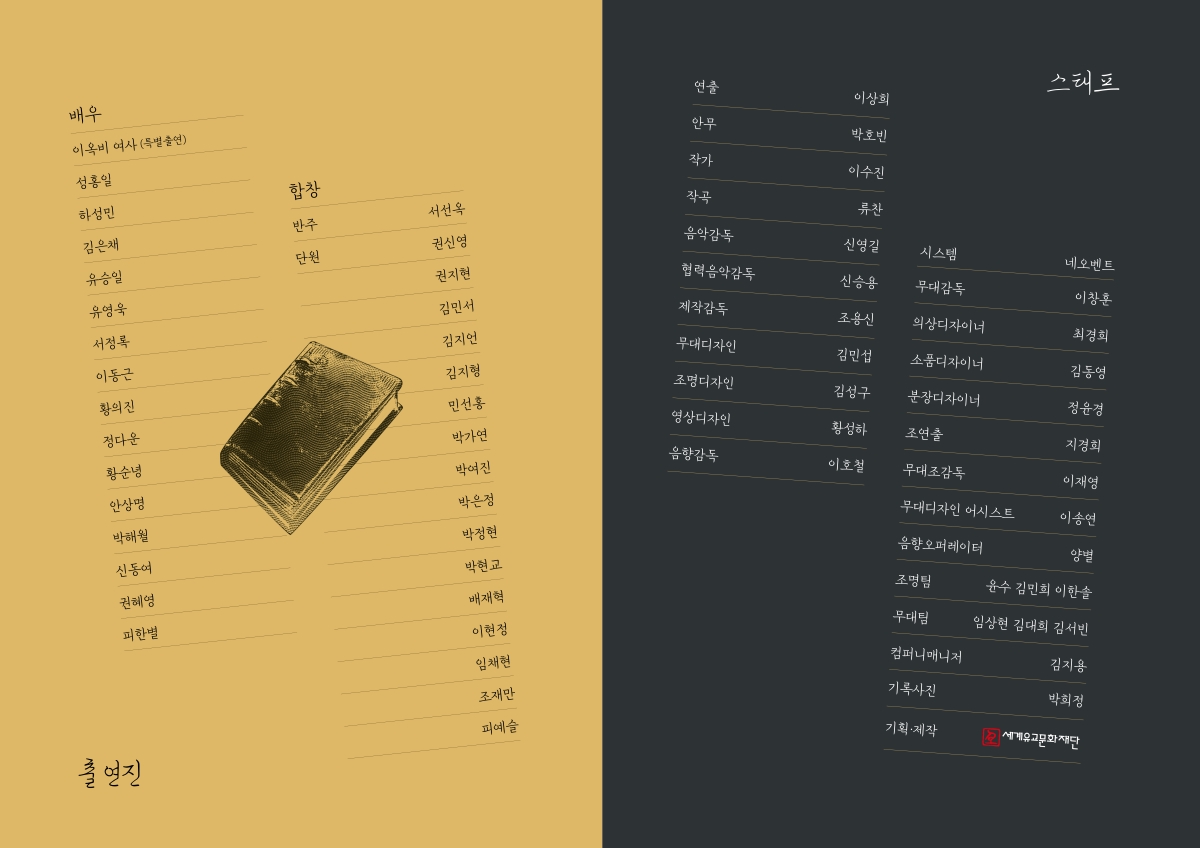 배우
이옥비 여사 (특별출연)
성홍일
하성민
김은채
유승일
유영욱
서정록
이동근
황의진
정다운
황순녕
안상명
박해월
신동여
권혜영
피한별
합창
반주 서선옥
단원 권신영
권지현
김민서
김지언
김지형
민선홍
박가연
박여진
박은정
박정현
박현교
배재혁
이현정
임채현
조재만
피예슬
출연진
스태프
연출 이상희
안무 박호빈
작가 이수진
작곡 류찬
음악감독 신영길
협력음악감독 신승용
제작감독 조용신
무대디자인 김민섭
조명디자인 김성구
영상디자인 황성하
음향감독 이호철
시스템 네오벤트
무대감독 이창훈
의상디자이너 최경희
소품디자이너 김동영
분장디자이너 정윤경
조연출 지경희
무대조감독 이재영
무대디자인 어시스트 이송연
음향오퍼레이터 양별
조명팀 윤수 김민희 이한솔
무대팀 임상현 김대희 김서빈
컴퍼니매니저 김지용
기록사진 박희정
기획·제작 세계유교문화재단